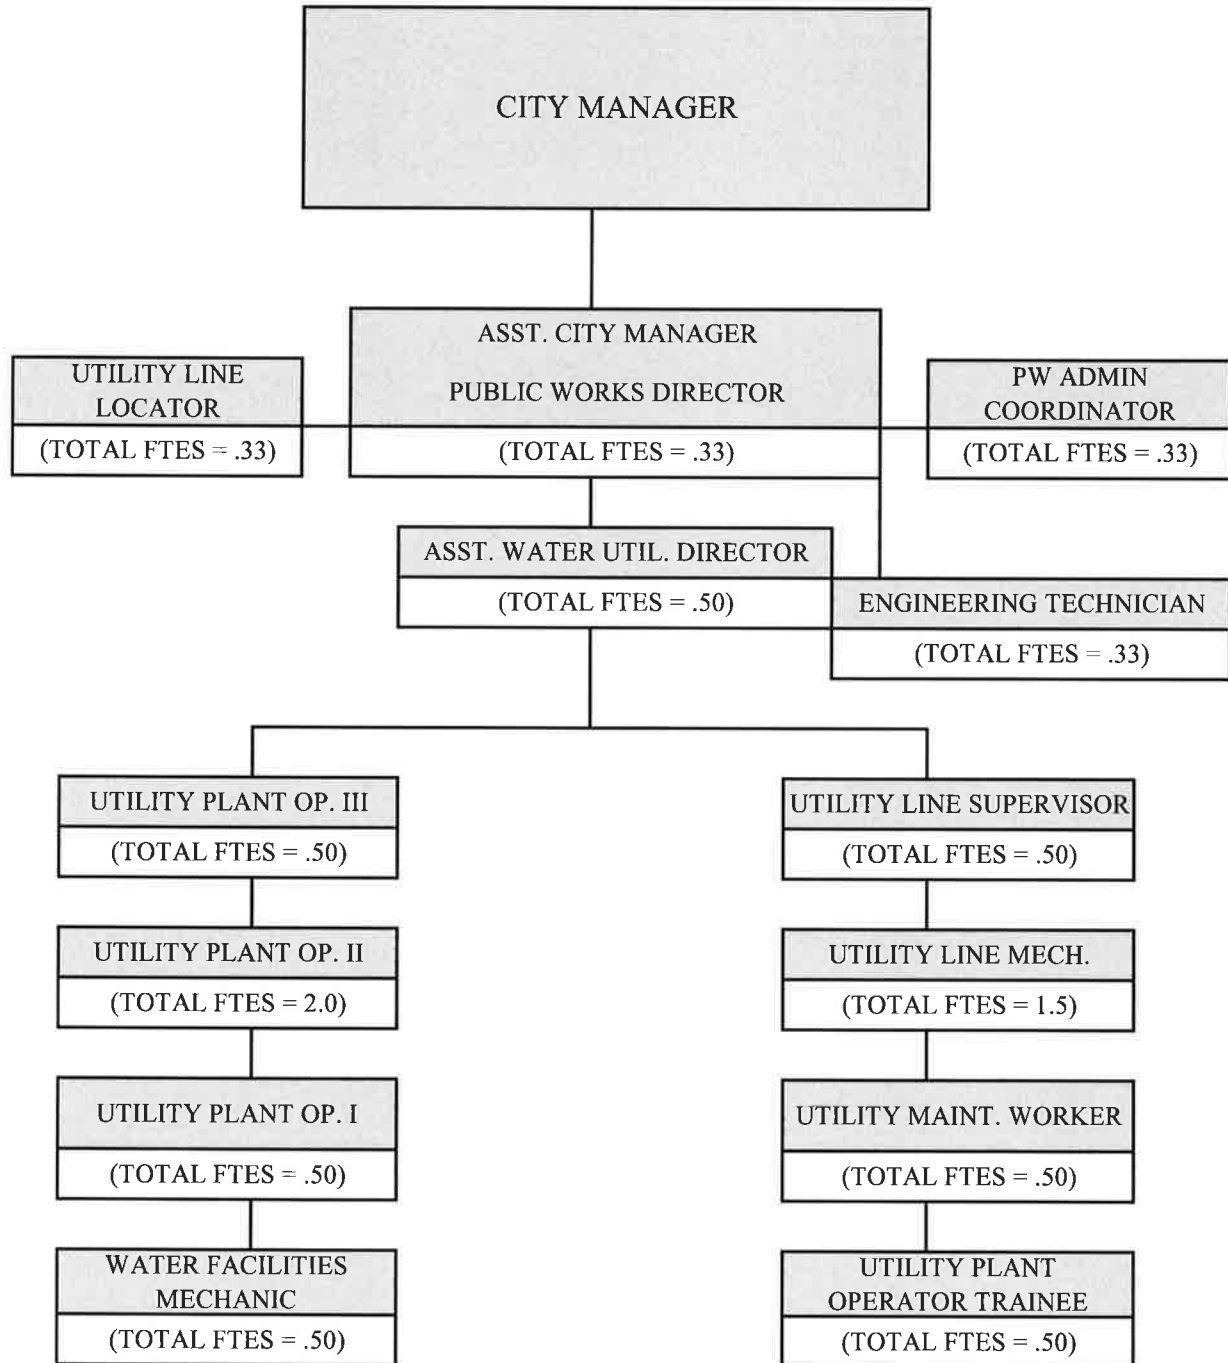 CITY MANAGER
ASST. CITY MANAGER
PUBLIC WORKS DIRECTOR
(TOTAL FTES = .33)
UTILITY LINE
LOCATOR
(TOTAL FTES = .33)
PW ADMIN
COORDINATOR
(TOTAL FTES = .33)
ASST. WATER UTIL. DIRECTOR
(TOTAL FTES = .50)
ENGINEERING TECHNICIAN
(TOTAL FTES = .33)
UTILITY PLANT OP. III
(TOTAL FTES = .50)
UTILITY PLANT OP. II
(TOTAL FTES = 2.0)
UTILITY PLANT OP. I
(TOTAL FTES = .50)
WATER FACILITIES
MECHANIC
(TOTAL FTES = .50)
UTILITY LINE SUPERVISOR
(TOTAL FTES = .50)
UTILITY LINE MECH.
(TOTAL FTES = 1.5)
UTILITY MAINT. WORKER
(TOTAL FTES = .50)
UTILITY PLANT
OPERATOR TRAINEE
(TOTAL FTES = .50)